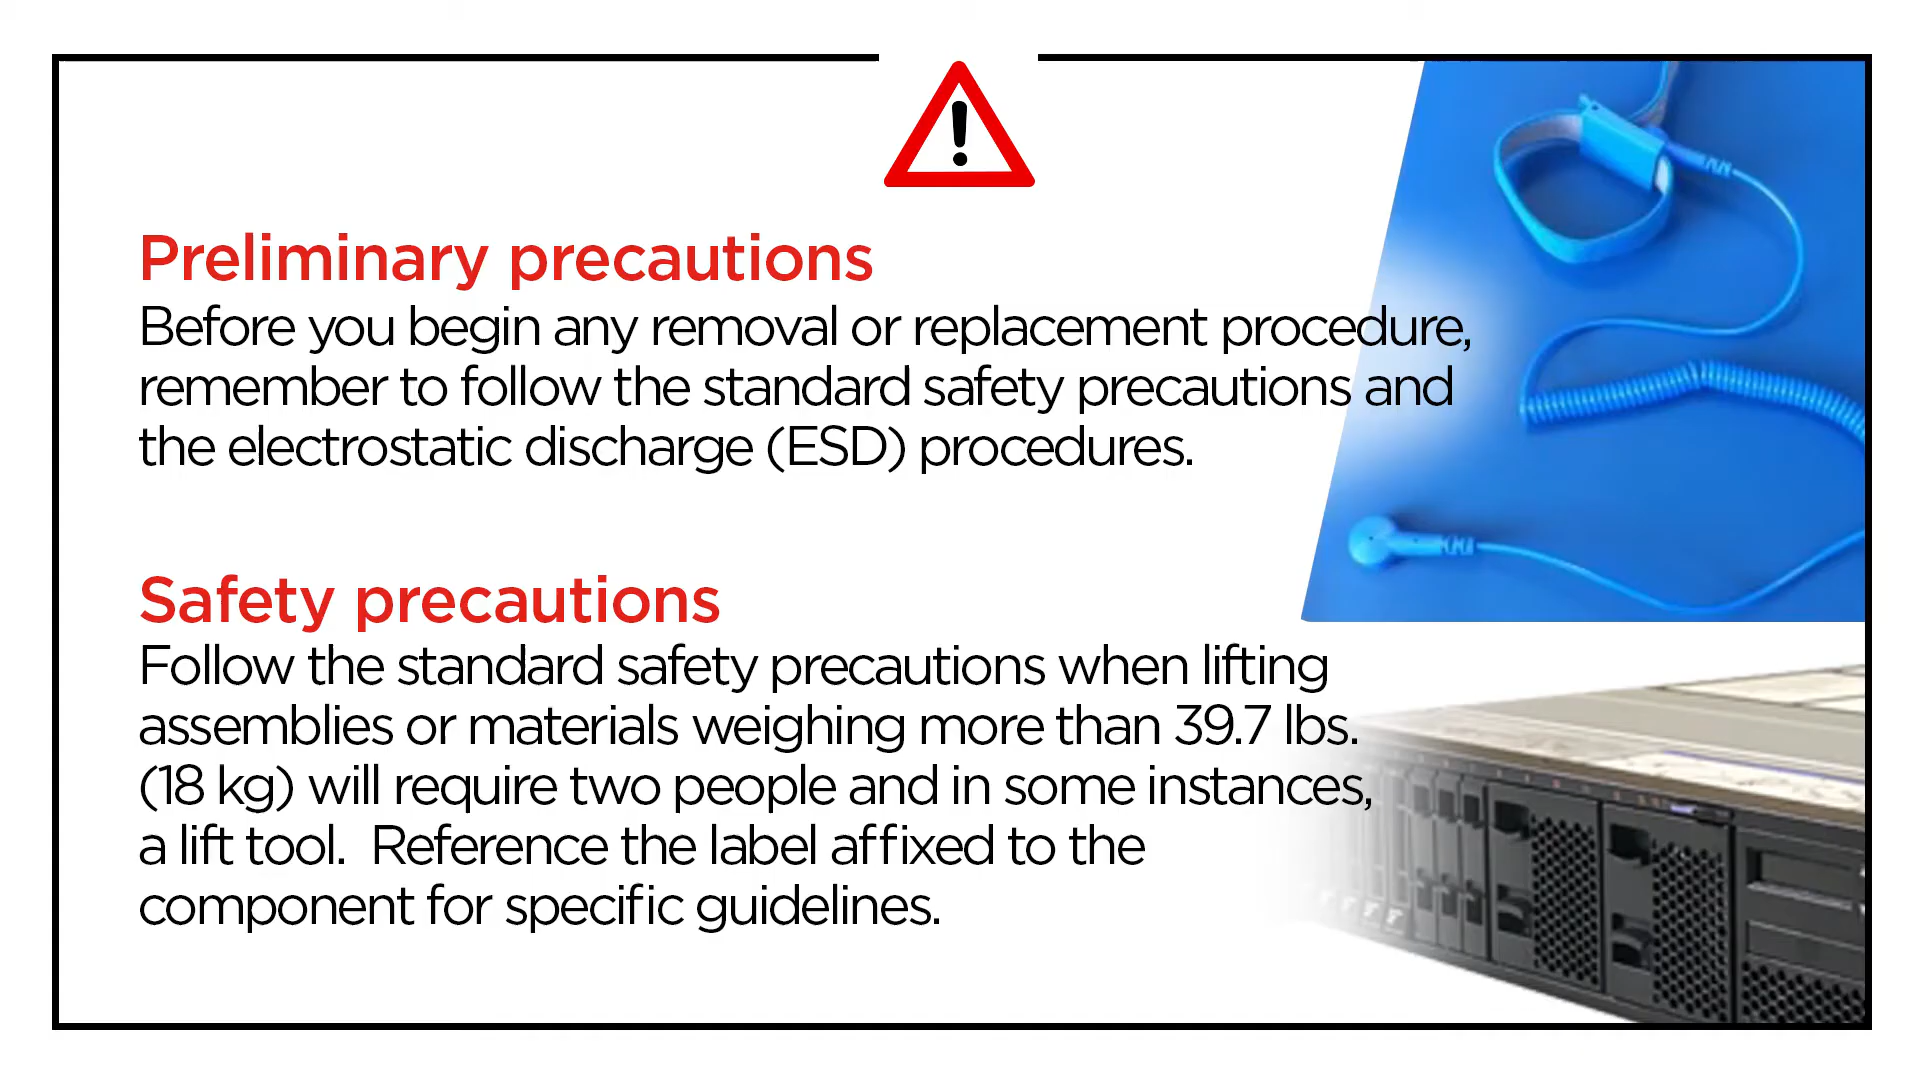 Preliminary precautions
Before you begin any removal or replacement procedure,
remember to follow the standard safety precautions and
the electrostatic discharge (ESD) procedures.
Safety precautions
Follow the standard safety precautions when lifting
assemblies or materials weighing more than 39.7 lbs.
(18 kg) will require two people and in some instances,
a lift tool.  Reference the label affixed to the
component for specific guidelines.